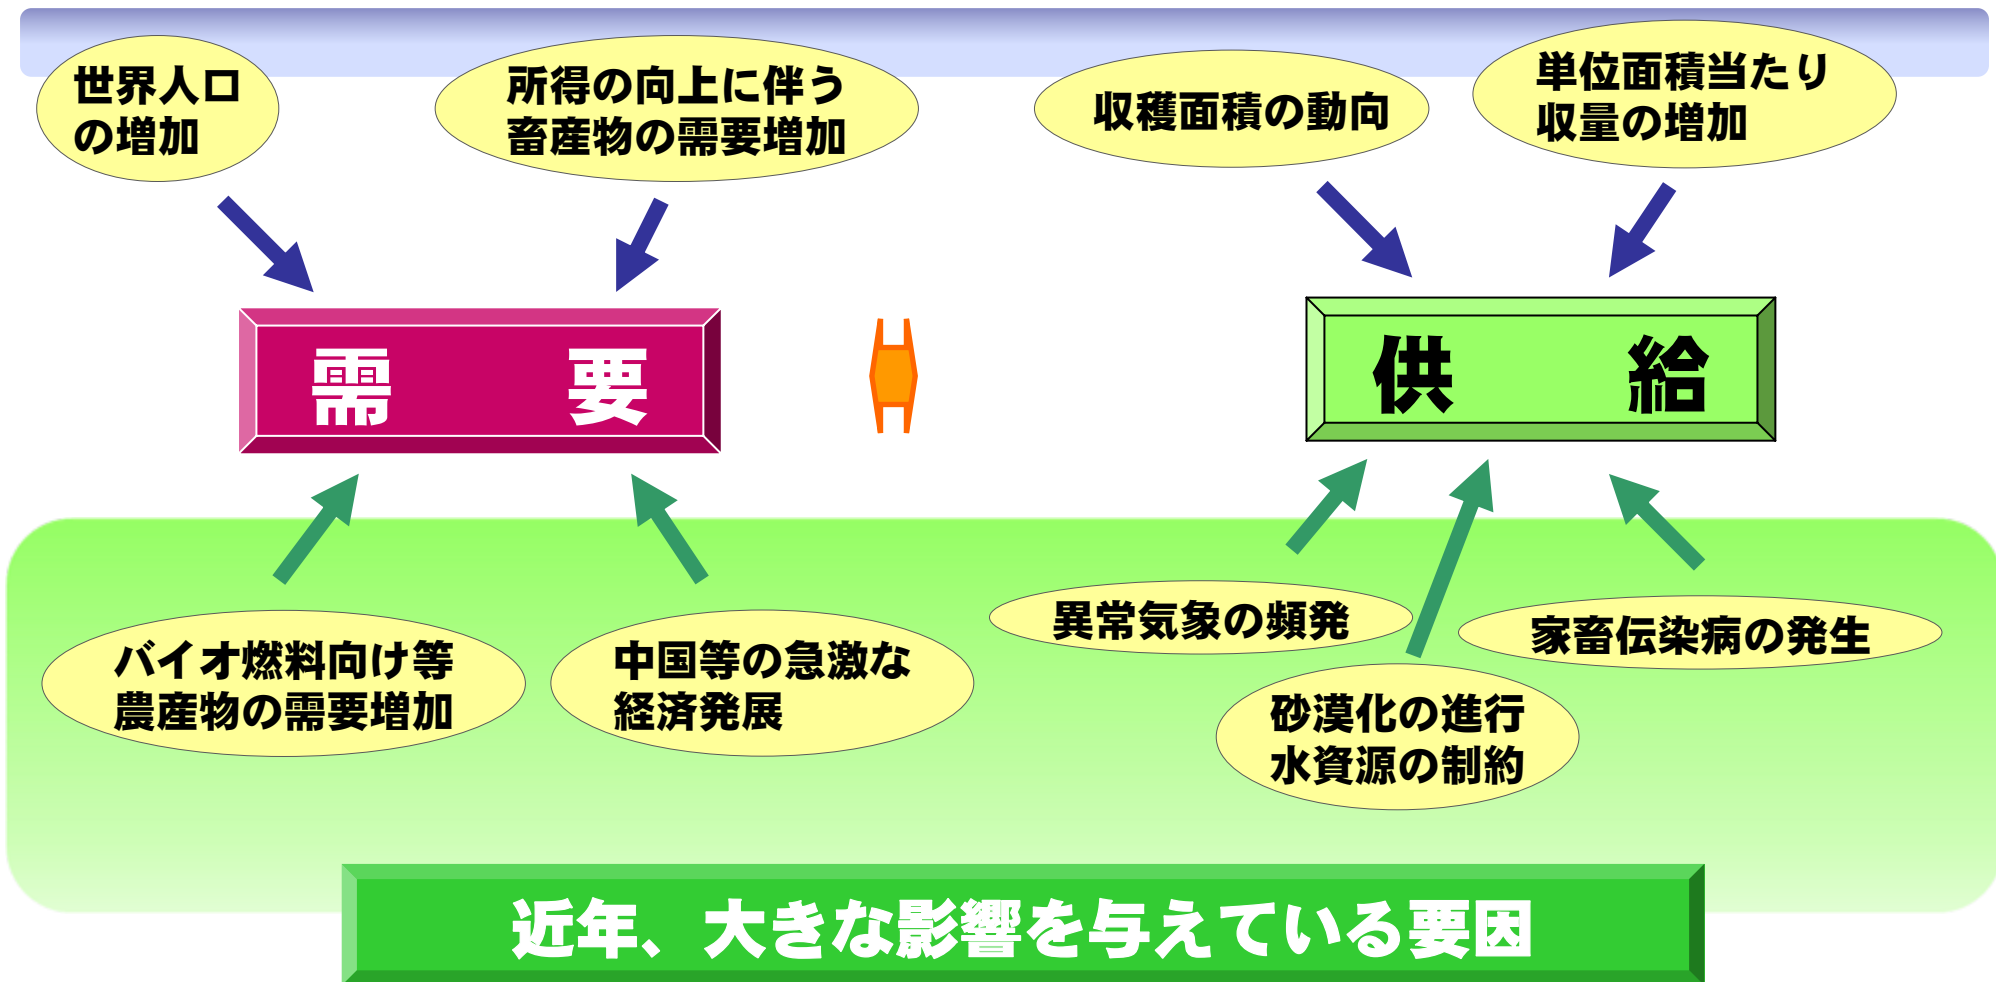 世界人口
の増加
所得の向上に伴う
畜産物の需要増加
収穫面積の動向
単位面積当たり
収量の増加
需要
供給
バイオ燃料向け等
農産物の需要増加
中国等の急激な
経済発展
異常気象の頻発
砂漠化の進行
水資源の制約
家畜伝染病の発生
近年、大きな影響を与えている要因